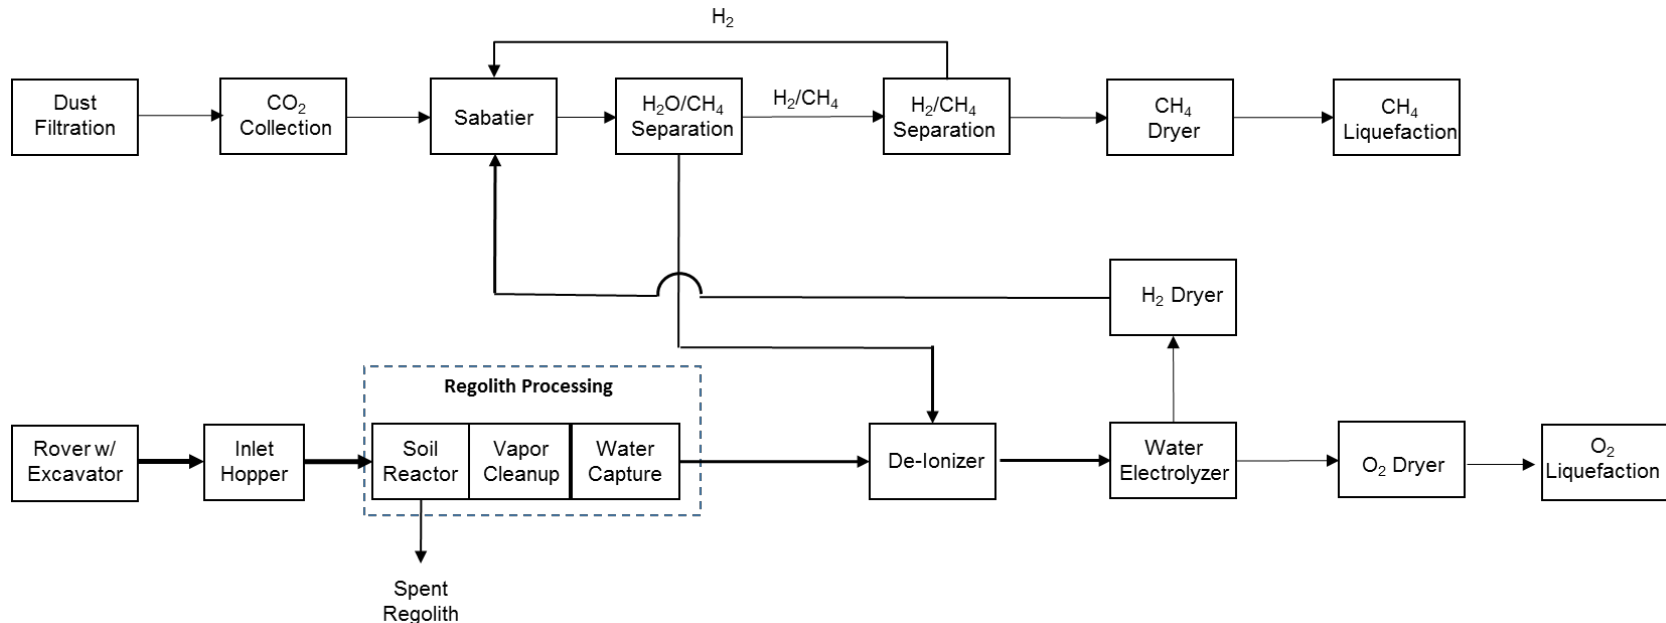 H₂
Dust
Filtration
CO₂
Collection
Sabatier
H₂O/CH₄
Separation
H₂/CH₄
H₂/CH₄
Separation
CH₄
Dryer
CH₄
Liquefaction
H₂ Dryer
Regolith Processing
Rover w/
Excavator
Inlet
Hopper
Soil
Reactor
Vapor
Cleanup
Water
Capture
De-Ionizer
Water
Electrolyzer
O₂ Dryer
O₂
Liquefaction
Spent
Regolith